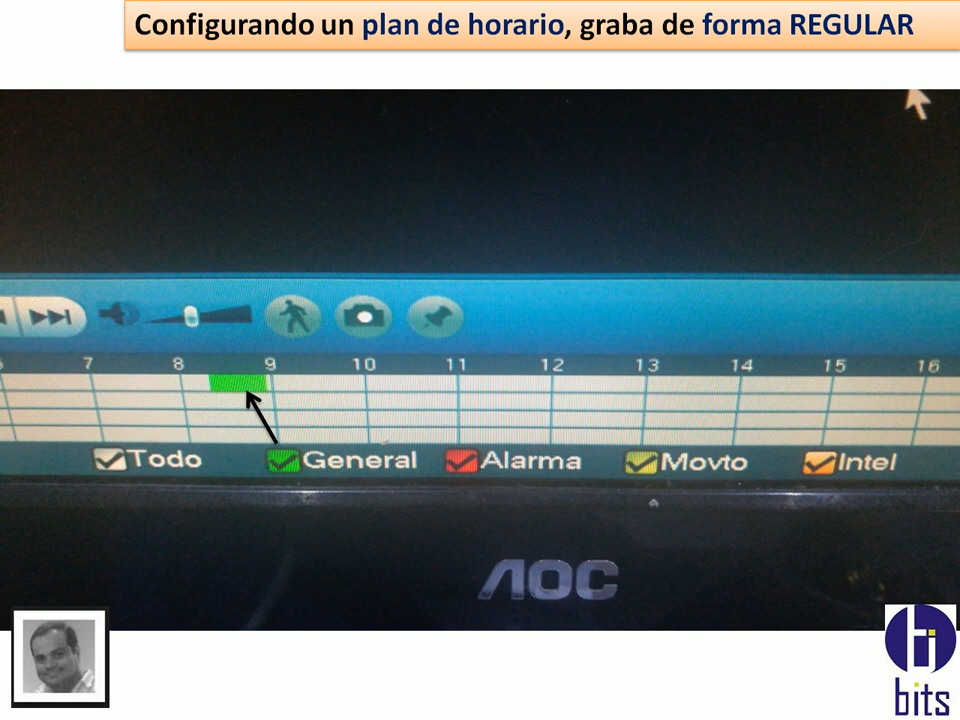 Configurando un plan de horario, graba de forma REGULAR
7 8 9 10 11 12 13 14 15 16
Todo General Alarma Movto Intel
AOC
bits